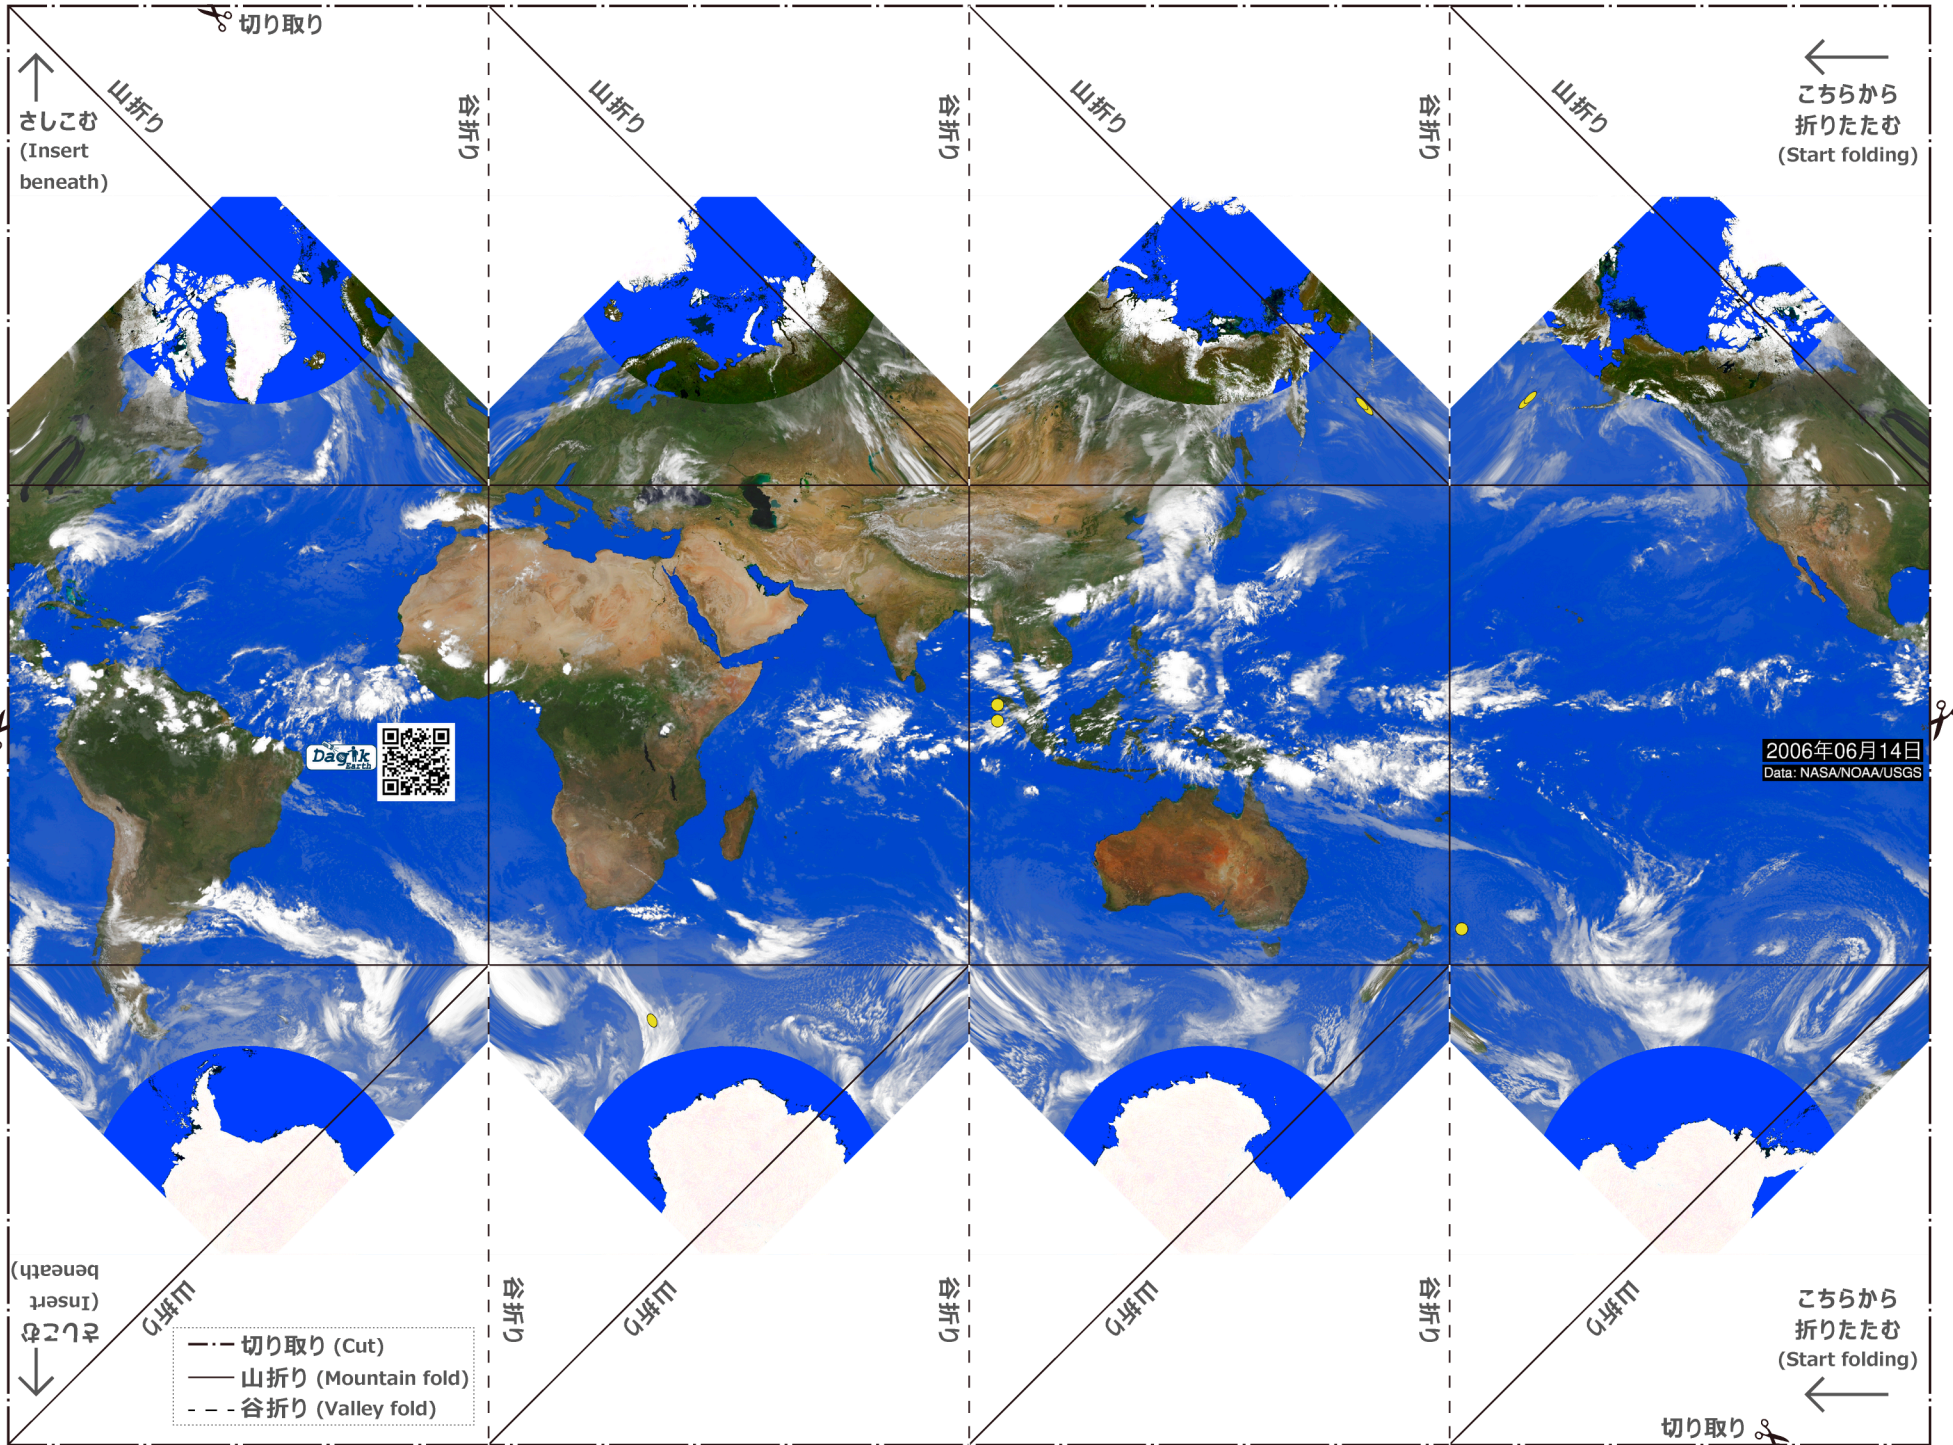 切り取り
さしこむ
(Insert
beneath)
山折り
谷折り
山折り
谷折り
山折り
谷折り
山折り
こちらから
折りたたむ
(Start folding)
Dagik
Earth
2006年06月14日
Data: NASA/NOAA/USGS
さしこむ
(Insert
beneath)
山折り
谷折り
山折り
谷折り
山折り
谷折り
山折り
こちらから
折りたたむ
(Start folding)
切り取り (Cut)
山折り (Mountain fold)
谷折り (Valley fold)
切り取り